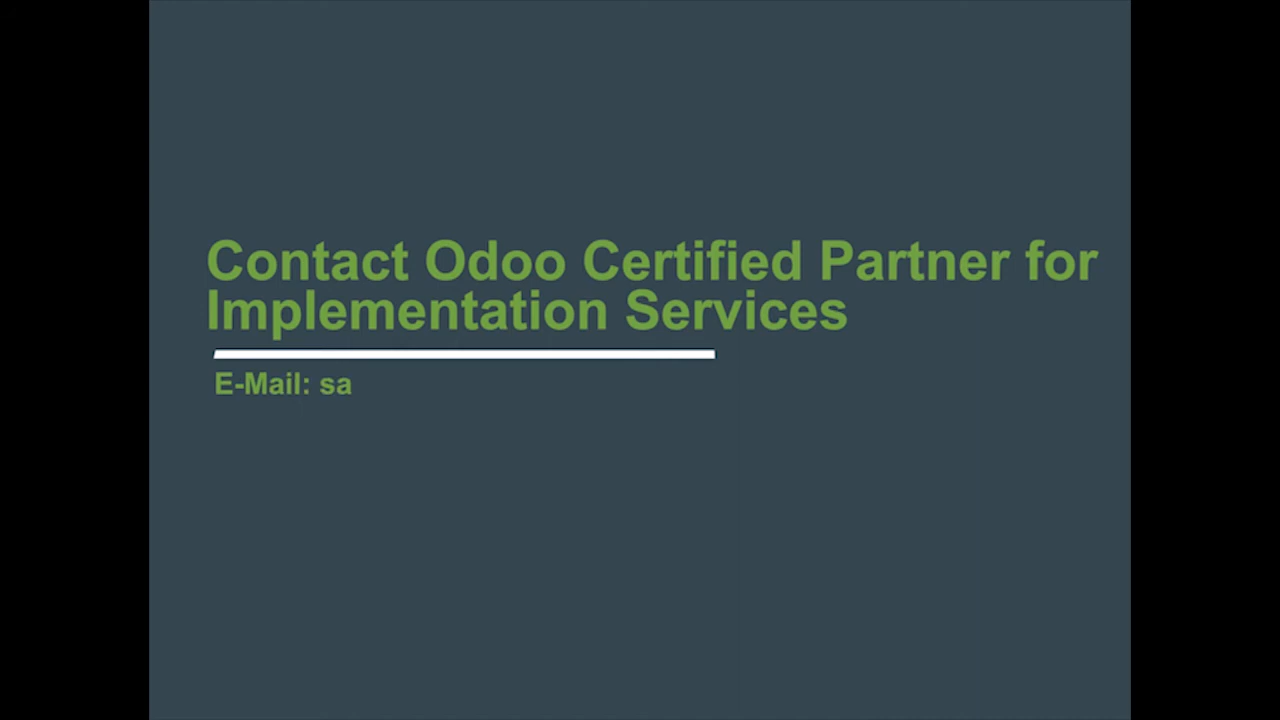 Contact Odoo Certified Partner for
Implementation Services
E-Mail: sa